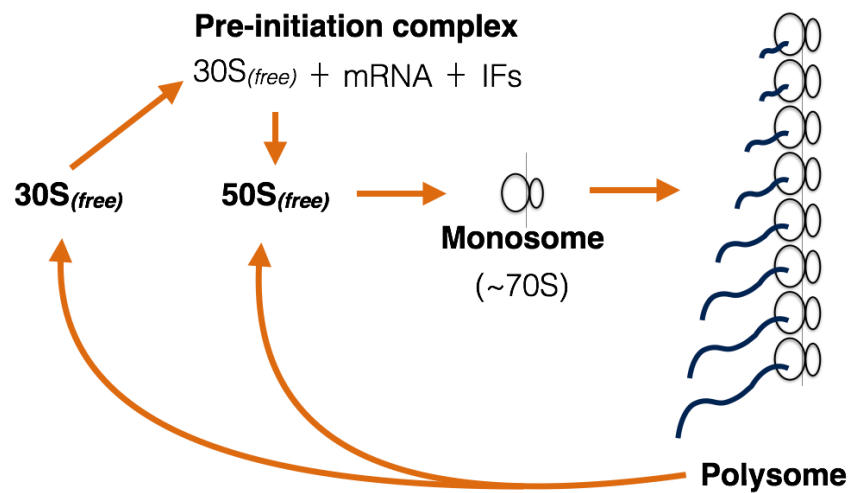 Pre-initiation complex
30S(free) + mRNA + IFs
30S(free)
50S(free)
Monosome
(~70S)
Polysome